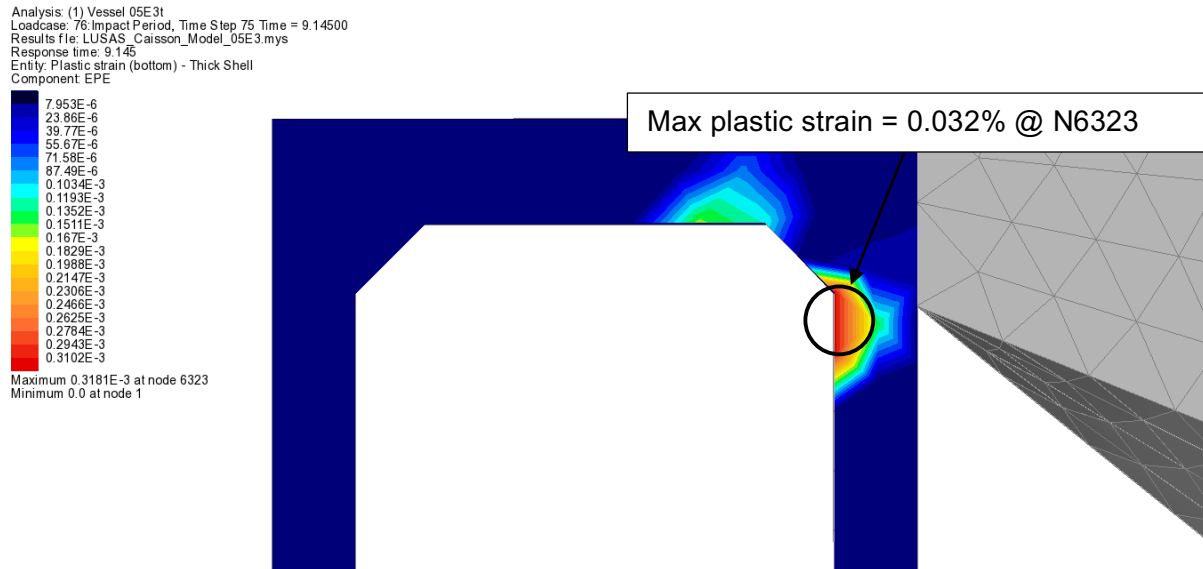 Analysis: (1) Vessel 05E3t
Loadcase: 76:Impact Period, Time Step 75 Time = 9.14500
Results file: LUSAS_Caisson_Model_05E3.mys
Response time: 9.145
Entity: Plastic strain (bottom) - Thick Shell
Component: EPE
7.953E-6
23.86E-6
39.77E-6
55.67E-6
71.58E-6
87.49E-6
0.1034E-3
0.1193E-3
0.1352E-3
0.1511E-3
0.167E-3
0.1829E-3
0.1988E-3
0.2147E-3
0.2306E-3
0.2466E-3
0.2625E-3
0.2784E-3
0.2943E-3
0.3102E-3
Maximum 0.3181E-3 at node 6323
Minimum 0.0 at node 1
Max plastic strain = 0.032% @ N6323